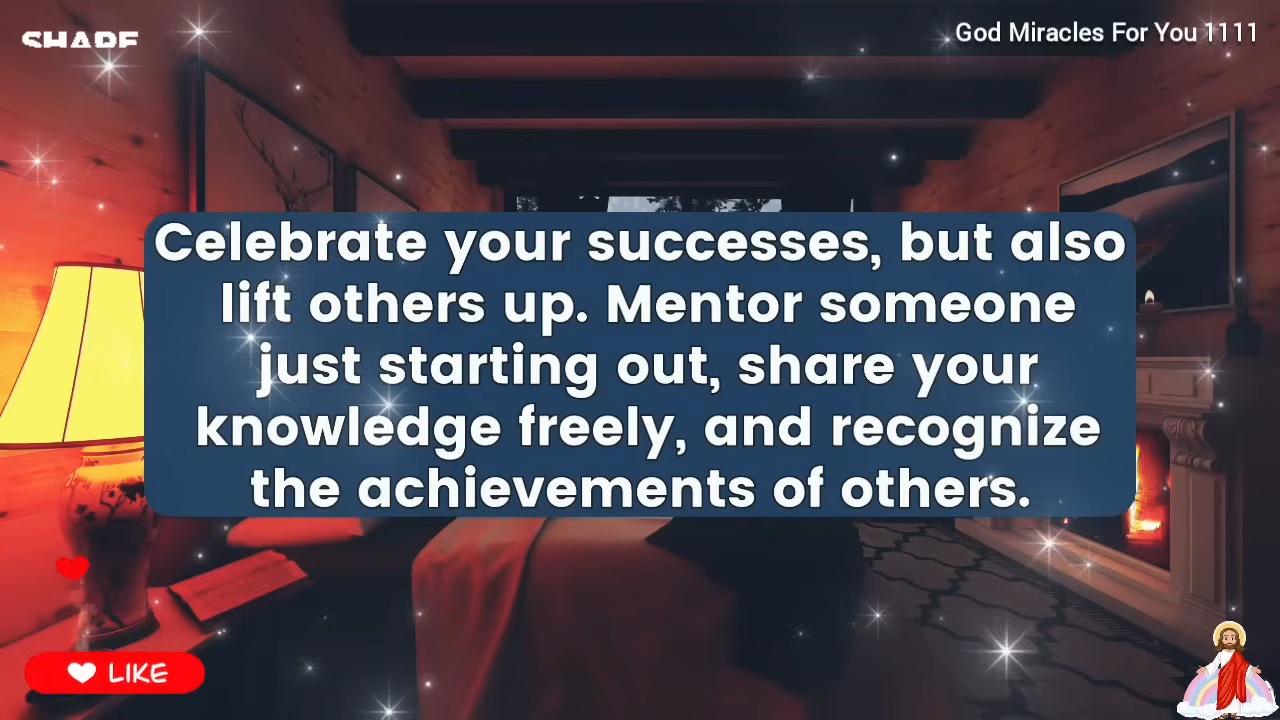 SHARE
God Miracles For You 1111
Celebrate your successes, but also
lift others up. Mentor someone
just starting out, share your
knowledge freely, and recognize
the achievements of others.
LIKE